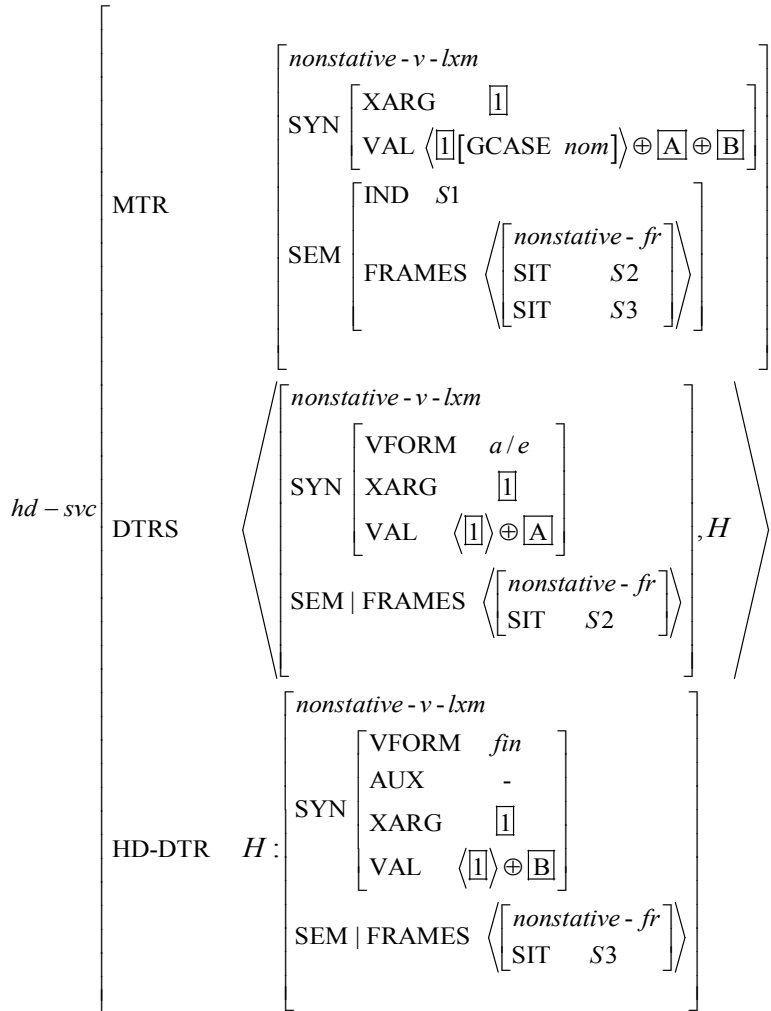 nonstative - v - lxm
XARG 1
SYN
VAL ⟨1[GCASE nom]⟩ ⊕ A ⊕ B
MTR
IND S1
nonstative - fr
SEM
FRAMES ⟨ SIT S2 ⟩
SIT S3
nonstative - v - lxm
VFORM a / e
SYN XARG 1
VAL ⟨1⟩ ⊕ A
hd – svc DTRS , H
nonstative - fr
SEM | FRAMES
SIT S2
nonstative - v - lxm
VFORM fin
AUX -
SYN
XARG 1
HD-DTR H :
VAL ⟨1⟩ ⊕ B
nonstative - fr
SEM | FRAMES
SIT S3